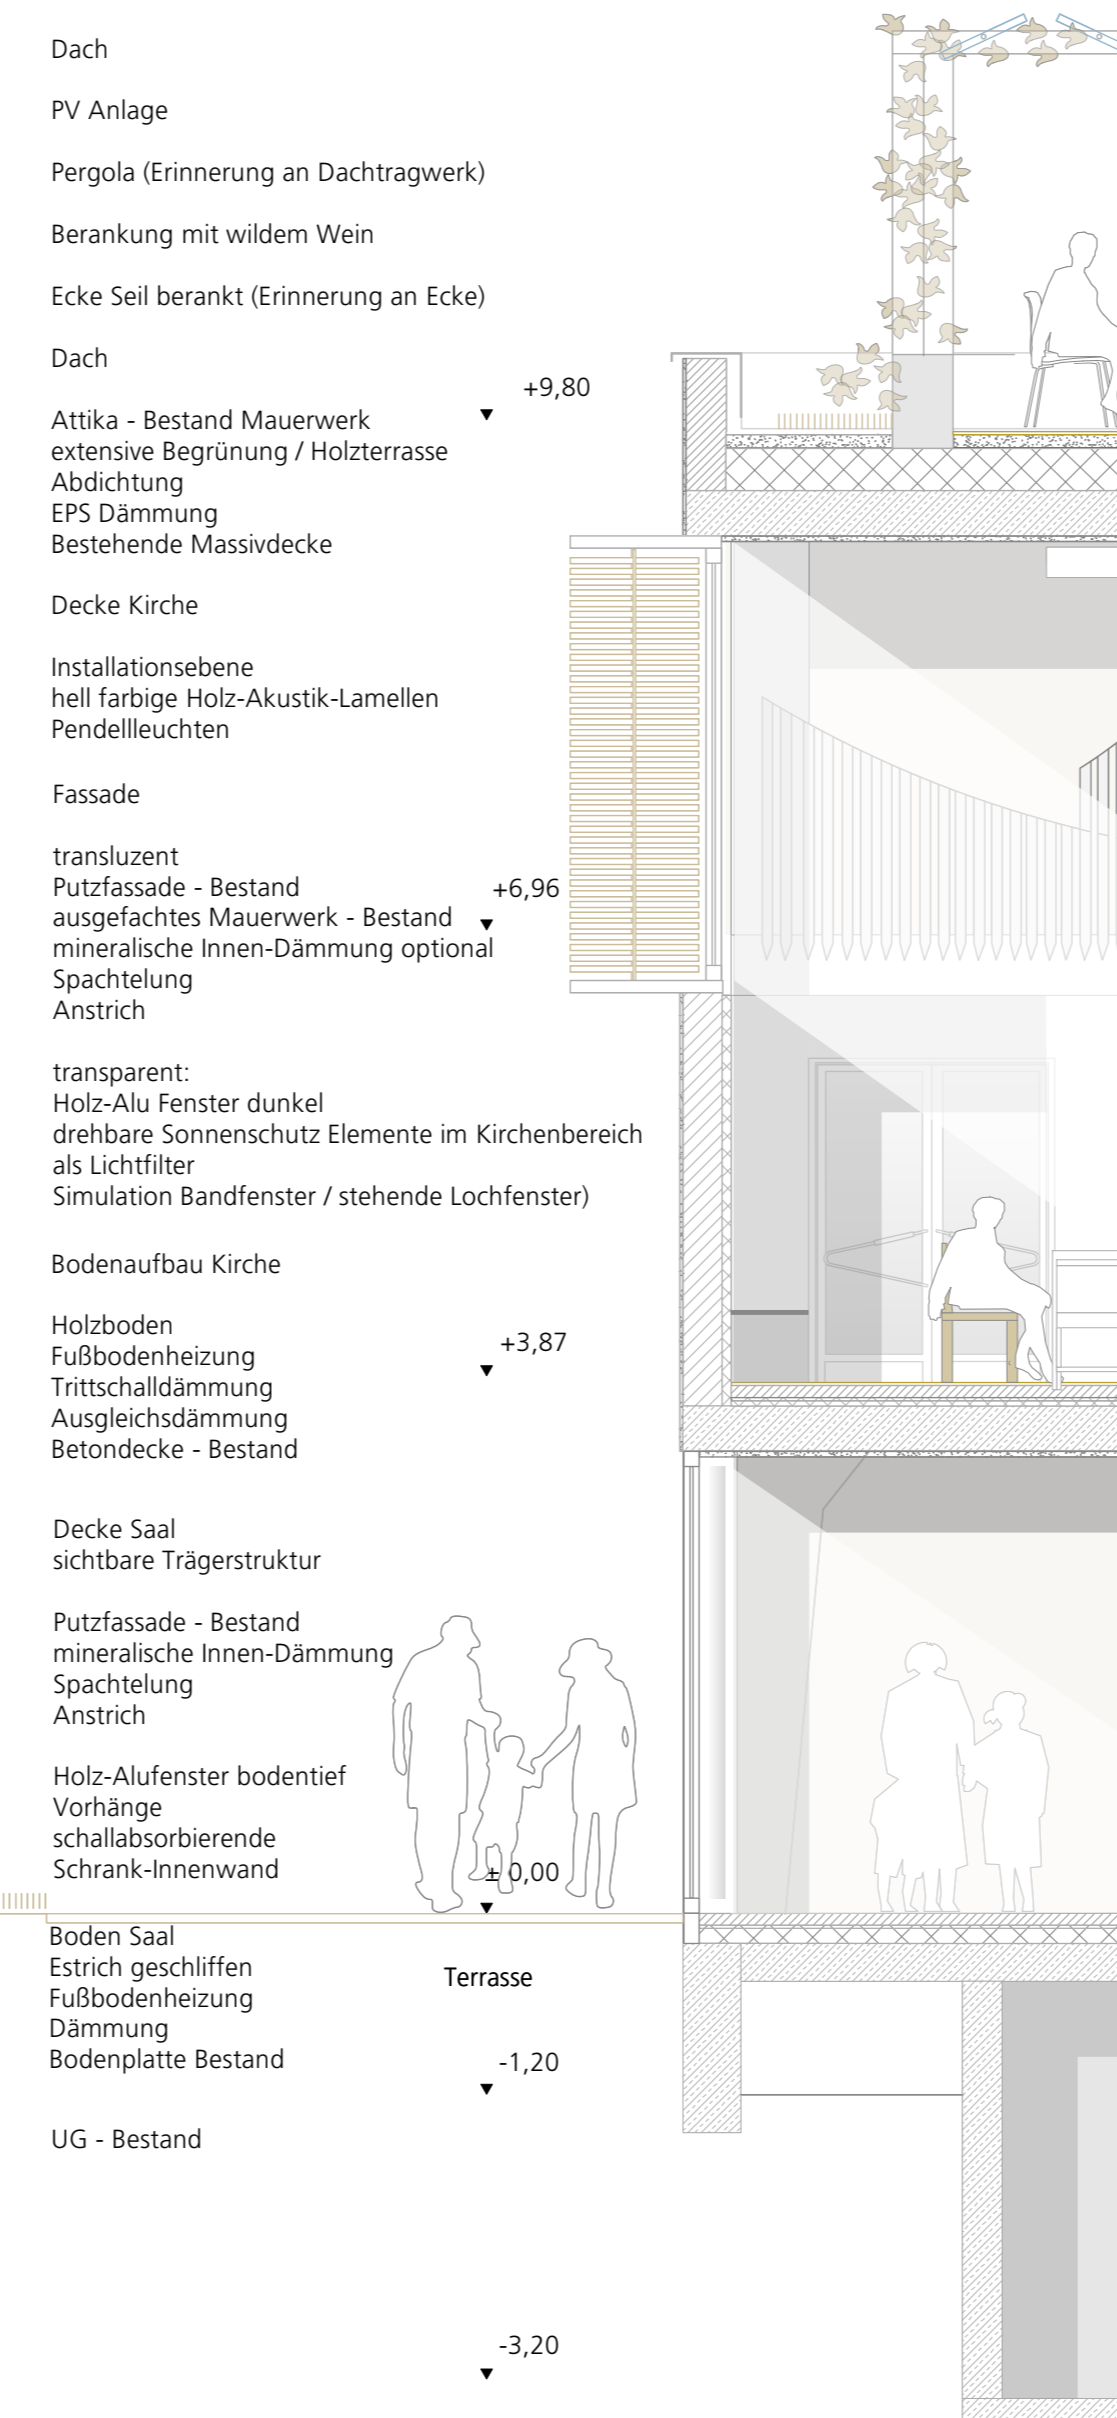 Dach
PV Anlage
Pergola (Erinnerung an Dachtragwerk)
Berankung mit wildem Wein
Ecke Seil berankt (Erinnerung an Ecke)
Dach
+9,80
Attika - Bestand Mauerwerk
extensive Begrünung / Holzterrasse
Abdichtung
EPS Dämmung
Bestehende Massivdecke
Decke Kirche
Installationsebene
hell farbige Holz-Akustik-Lamellen
Pendellleuchten
Fassade
transluzent
Putzfassade - Bestand
+6,96
ausgefachtes Mauerwerk - Bestand
mineralische Innen-Dämmung optional
Spachtelung
Anstrich
transparent:
Holz-Alu Fenster dunkel
drehbare Sonnenschutz Elemente im Kirchenbereich
als Lichtfilter
Simulation Bandfenster / stehende Lochfenster)
Bodenaufbau Kirche
Holzboden
+3,87
Fußbodenheizung
Trittschalldämmung
Ausgleichsdämmung
Betondecke - Bestand
Decke Saal
sichtbare Trägerstruktur
Putzfassade - Bestand
mineralische Innen-Dämmung
Spachtelung
Anstrich
Holz-Alufenster bodentief
Vorhänge
schallabsorbierende
Schrank-Innenwand
± 0,00
Boden Saal
Estrich geschliffen
Terrasse
Fußbodenheizung
Dämmung
Bodenplatte Bestand
-1,20
UG - Bestand
-3,20